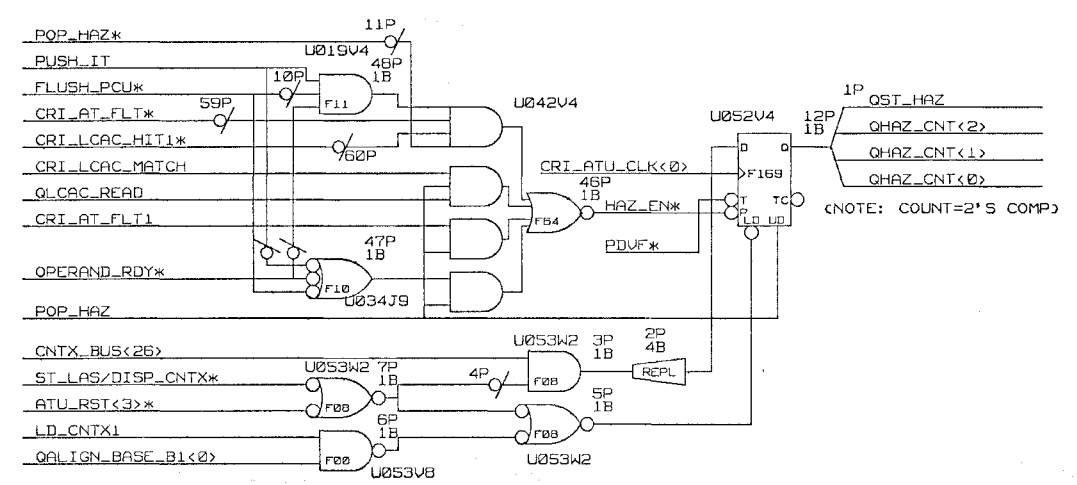 POP_HAZ*
11P
U019V4
PUSH_IT
48P
1B
FLUSH_PCU*
10P
F11
CRI_AT_FLT*
59P
U042V4
CRI_LCAC_HIT1*
60P
CRI_LCAC_MATCH
QLCAC_READ
CRI_AT_FLT1
F64
46P
1B
HAZ_EN*
CRI_ATU_CLK<0>
PDVF*
U052V4
D
Q
F169
T
TC
P
LD
UD
12P
1B
1P
QST_HAZ
QHAZ_CNT<2>
QHAZ_CNT<1>
QHAZ_CNT<0>
(NOTE: COUNT=2'S COMP)
47P
1B
OPERAND_RDY*
F10
U034J9
POP_HAZ
CNTX_BUS<26>
U053W2
F08
3P
1B
2P
4B
REPL
ST_LAS/DISP_CNTX*
U053W2
7P
1B
4P
F08
ATU_RST<3>*
6P
1B
5P
1B
F08
U053W2
LD_CNTX1
QALIGN_BASE_B1<0>
F00
U053V8